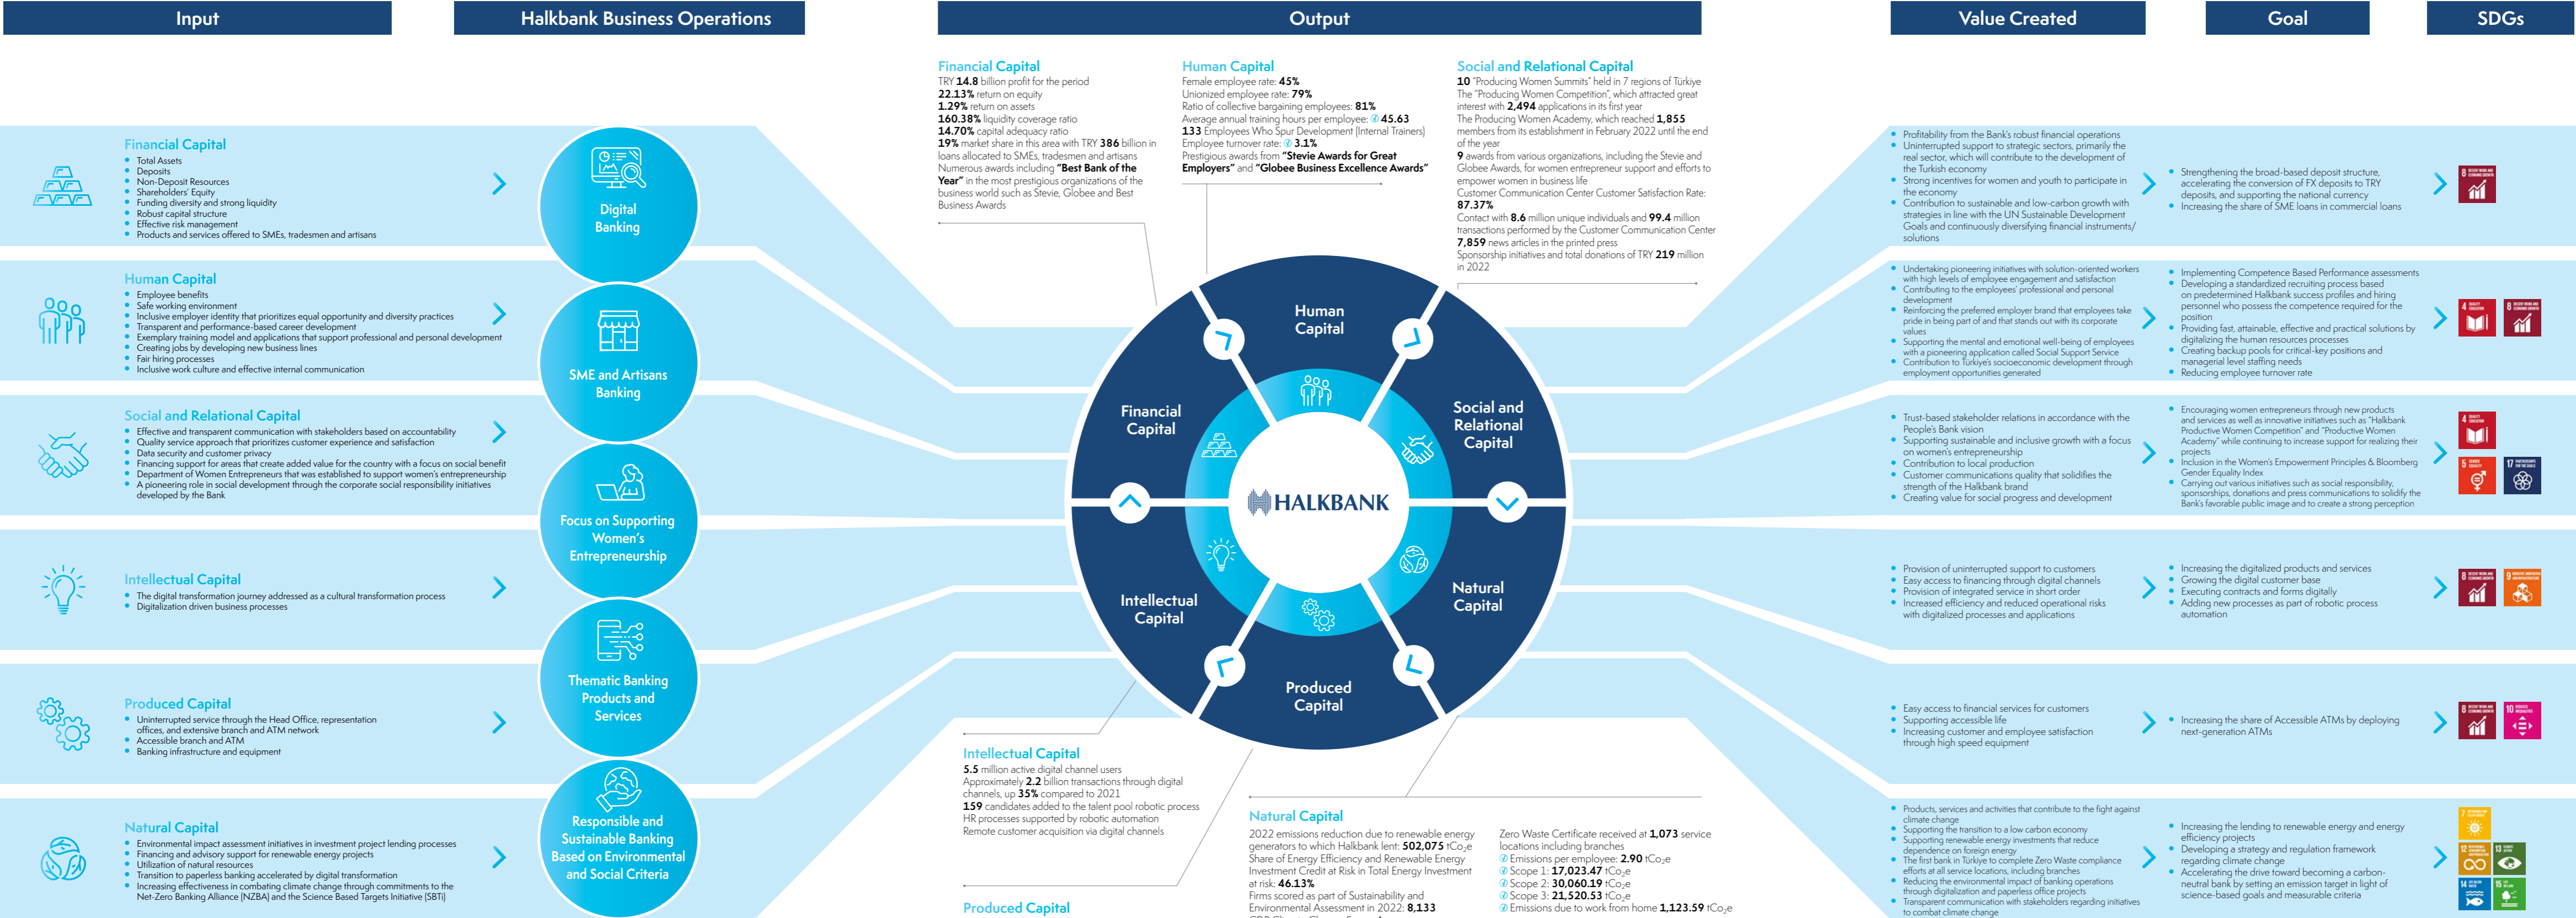 Input
Halkbank Business Operations
Output
Value Created
Goal
SDGs
Financial Capital
Total Assets
Deposits
Non-Deposit Resources
Shareholders' Equity
Funding diversity and strong liquidity
Robust capital structure
Effective risk management
Products and services offered to SMEs, tradesmen and artisans
Human Capital
Employee benefits
Safe working environment
Inclusive employer identity that prioritizes equal opportunity and diversity practices
Transparent and performance-based career development
Exemplary training model and applications that support professional and personal development
Creating jobs by developing new business lines
Fair hiring processes
Inclusive work culture and effective internal communication
Social and Relational Capital
Effective and transparent communication with stakeholders based on accountability
Quality service approach that prioritizes customer experience and satisfaction
Data security and customer privacy
Financing support for areas that create added value for the country with a focus on social benefit
Department of Women Entrepreneurs that was established to support women's entrepreneurship
A pioneering role in social development through the corporate social responsibility initiatives
developed by the Bank
Intellectual Capital
The digital transformation journey addressed as a cultural transformation process
Digitalization driven business processes
Produced Capital
Uninterrupted service through the Head Office, representation
offices, and extensive branch and ATM network
Accessible branch and ATM
Banking infrastructure and equipment
Natural Capital
Environmental impact assessment initiatives in investment project lending processes
Financing and advisory support for renewable energy projects
Utilization of natural resources
Transition to paperless banking accelerated by digital transformation
Increasing effectiveness in combating climate change through commitments to the
Net-Zero Banking Alliance (NZBA) and the Science Based Targets Initiative (SBTi)
Digital
Banking
SME and Artisans
Banking
Focus on Supporting
Women's
Entrepreneurship
Thematic Banking
Products and
Services
Responsible and
Sustainable Banking
Based on Environmental
and Social Criteria
Financial Capital
TRY 14.8 billion profit for the period
22.13% return on equity
1.29% return on assets
160.38% liquidity coverage ratio
14.70% capital adequacy ratio
19% market share in this area with TRY 386 billion in
loans allocated to SMEs, tradesmen and artisans
Numerous awards including "Best Bank of the
Year" in the most prestigious organizations of the
business world such as Stevie, Globee and Best
Business Awards
Human Capital
Female employee rate: 45%
Unionized employee rate: 79%
Ratio of collective bargaining employees: 81%
Average annual training hours per employee: 45.63
133 Employees Who Spur Development (Internal Trainers)
Employee turnover rate: 3.1%
Prestigious awards from "Stevie Awards for Great
Employers" and "Globee Business Excellence Awards"
Social and Relational Capital
10 "Producing Women Summits" held in 7 regions of Türkiye
The "Producing Women Competition", which attracted great
interest with 2,494 applications in its first year
The Producing Women Academy, which reached 1,855
members from its establishment in February 2022 until the end
of the year
9 awards from various organizations, including the Stevie and
Globee Awards, for women entrepreneur support and efforts to
empower women in business life
Customer Communication Center Customer Satisfaction Rate:
87.37%
Contact with 8.6 million unique individuals and 99.4 million
transactions performed by the Customer Communication Center
7,859 news articles in the printed press
Sponsorship initiatives and total donations of TRY 219 million
in 2022
Human
Capital
Financial
Capital
Social and
Relational
Capital
HALKBANK
Intellectual
Capital
Natural
Capital
Produced
Capital
Intellectual Capital
5.5 million active digital channel users
Approximately 2.2 billion transactions through digital
channels, up 35% compared to 2021
159 candidates added to the talent pool robotic process
HR processes supported by robotic automation
Remote customer acquisition via digital channels
Produced Capital
Natural Capital
2022 emissions reduction due to renewable energy
generators to which Halkbank lent: 502,075 tCo₂e
Share of Energy Efficiency and Renewable Energy
Investment Credit at Risk in Total Energy Investment
at risk: 46.13%
Firms scored as part of Sustainability and
Environmental Assessment in 2022: 8,133
Zero Waste Certificate received at 1,073 service
locations including branches
Emissions per employee: 2.90 tCo₂e
Scope 1: 17,023.47 tCo₂e
Scope 2: 30,060.19 tCo₂e
Scope 3: 21,520.53 tCo₂e
Emissions due to work from home 1,123.59 tCo₂e
Profitability from the Bank's robust financial operations
Uninterrupted support to strategic sectors, primarily the
real sector, which will contribute to the development of
the Turkish economy
Strong incentives for women and youth to participate in
the economy
Contribution to sustainable and low-carbon growth with
strategies in line with the UN Sustainable Development
Goals and continuously diversifying financial instruments/
solutions
Strengthening the broad-based deposit structure,
accelerating the conversion of FX deposits to TRY
deposits, and supporting the national currency
Increasing the share of SME loans in commercial loans
8 DECENT WORK AND
ECONOMIC GROWTH
Undertaking pioneering initiatives with solution-oriented workers
with high levels of employee engagement and satisfaction
Contributing to the employees' professional and personal
development
Reinforcing the preferred employer brand that employees take
pride in being part of and that stands out with its corporate
values
Supporting the mental and emotional well-being of employees
with a pioneering application called Social Support Service
Contribution to Türkiye's socioeconomic development through
employment opportunities generated
Implementing Competence Based Performance assessments
Developing a standardized recruiting process based
on predetermined Halkbank success profiles and hiring
personnel who possess the competence required for the
position
Providing fast, attainable, effective and practical solutions by
digitalizing the human resources processes
Creating backup pools for critical-key positions and
managerial level staffing needs
Reducing employee turnover rate
4 QUALITY
EDUCATION
8 DECENT WORK AND
ECONOMIC GROWTH
Trust-based stakeholder relations in accordance with the
People's Bank vision
Supporting sustainable and inclusive growth with a focus
on women's entrepreneurship
Contribution to local production
Customer communications quality that solidifies the
strength of the Halkbank brand
Creating value for social progress and development
Encouraging women entrepreneurs through new products
and services as well as innovative initiatives such as "Halkbank
Productive Women Competition" and "Productive Women
Academy" while continuing to increase support for realizing their
projects
Inclusion in the Women's Empowerment Principles & Bloomberg
Gender Equality Index
Carrying out various initiatives such as social responsibility,
sponsorships, donations and press communications to solidify the
Bank's favorable public image and to create a strong perception
4 QUALITY
EDUCATION
5 GENDER
EQUALITY
17 PARTNERSHIPS
FOR THE GOALS
Provision of uninterrupted support to customers
Easy access to financing through digital channels
Provision of integrated service in short order
Increased efficiency and reduced operational risks
with digitalized processes and applications
Increasing the digitalized products and services
Growing the digital customer base
Executing contracts and forms digitally
Adding new processes as part of robotic process
automation
8 DECENT WORK AND
ECONOMIC GROWTH
9
Easy access to financial services for customers
Supporting accessible life
Increasing customer and employee satisfaction
through high speed equipment
Increasing the share of Accessible ATMs by deploying
next-generation ATMs
8 DECENT WORK AND
ECONOMIC GROWTH
10 REDUCED
INEQUALITIES
Products, services and activities that contribute to the fight against
climate change
Supporting the transition to a low carbon economy
Supporting renewable energy investments that reduce
dependence on foreign energy
The first bank in Türkiye to complete Zero Waste compliance
efforts at all service locations, including branches
Reducing the environmental impact of banking operations
through digitalization and paperless office projects
Transparent communication with stakeholders regarding initiatives
to combat climate change
Increasing the lending to renewable energy and energy
efficiency projects
Developing a strategy and regulation framework
regarding climate change
Accelerating the drive toward becoming a carbon-
neutral bank by setting an emission target in light of
science-based goals and measurable criteria
7
12
13 CLIMATE
ACTION
14
15